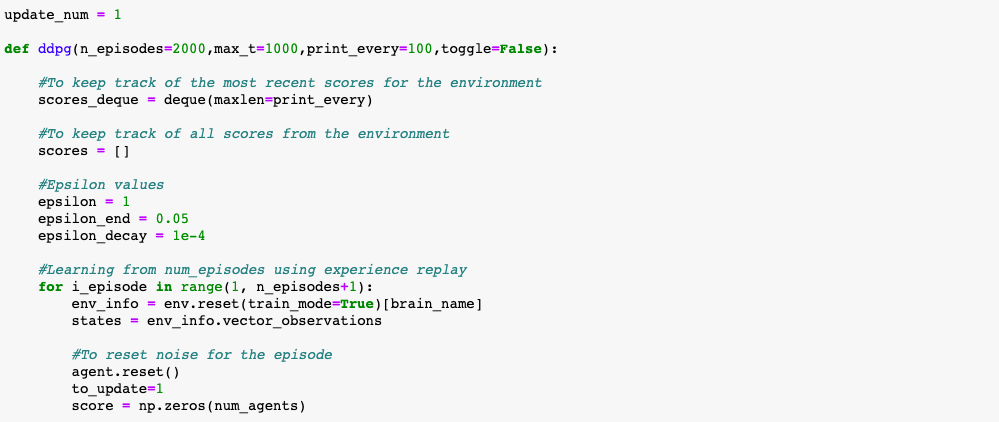 update_num = 1
def ddpg(n_episodes=2000,max_t=1000,print_every=100,toggle=False):
    #To keep track of the most recent scores for the environment
    scores_deque = deque(maxlen=print_every)
    #To keep track of all scores from the environment
    scores = []
    #Epsilon values
    epsilon = 1
    epsilon_end = 0.05
    epsilon_decay = 1e-4
    #Learning from num_episodes using experience replay
    for i_episode in range(1, n_episodes+1):
        env_info = env.reset(train_mode=True)[brain_name]
        states = env_info.vector_observations
        #To reset noise for the episode
        agent.reset()
        to_update=1
        score = np.zeros(num_agents)